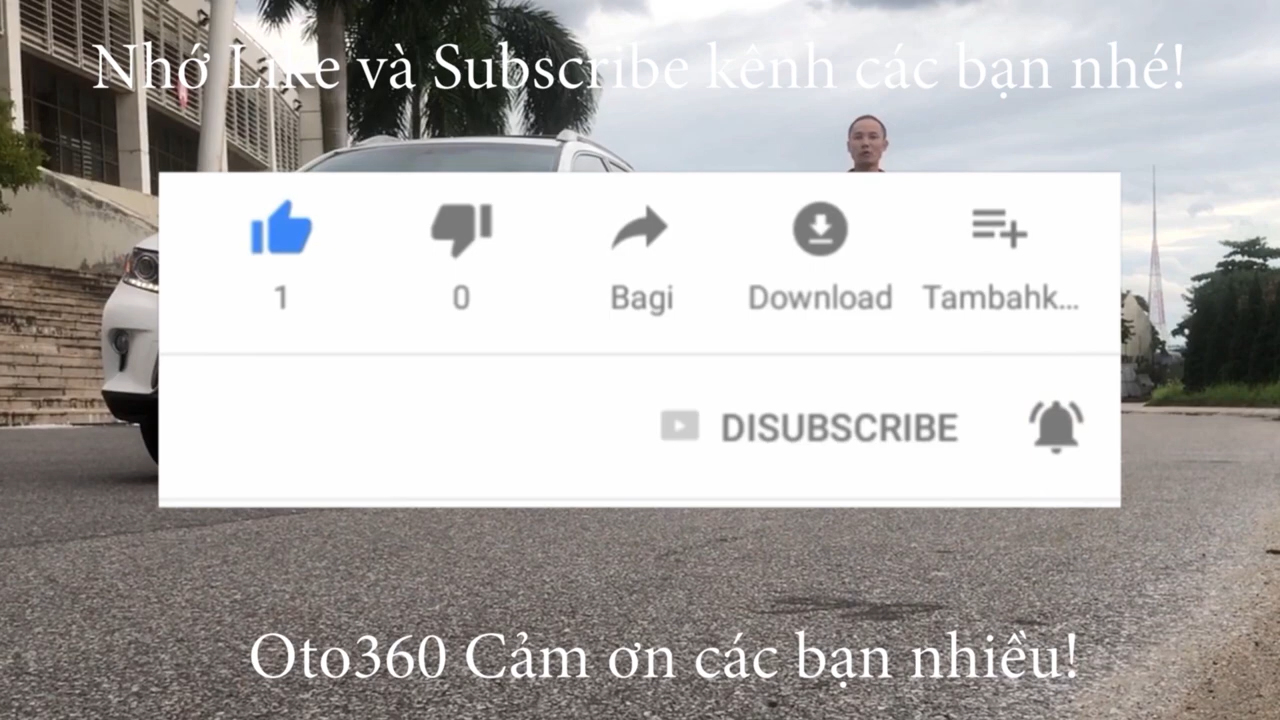 Nhớ Like và Subscribe kênh các bạn nhé!
1 0 Bagi Download Tambahk...
DISUBSCRIBE
Oto360 Cảm ơn các bạn nhiều!